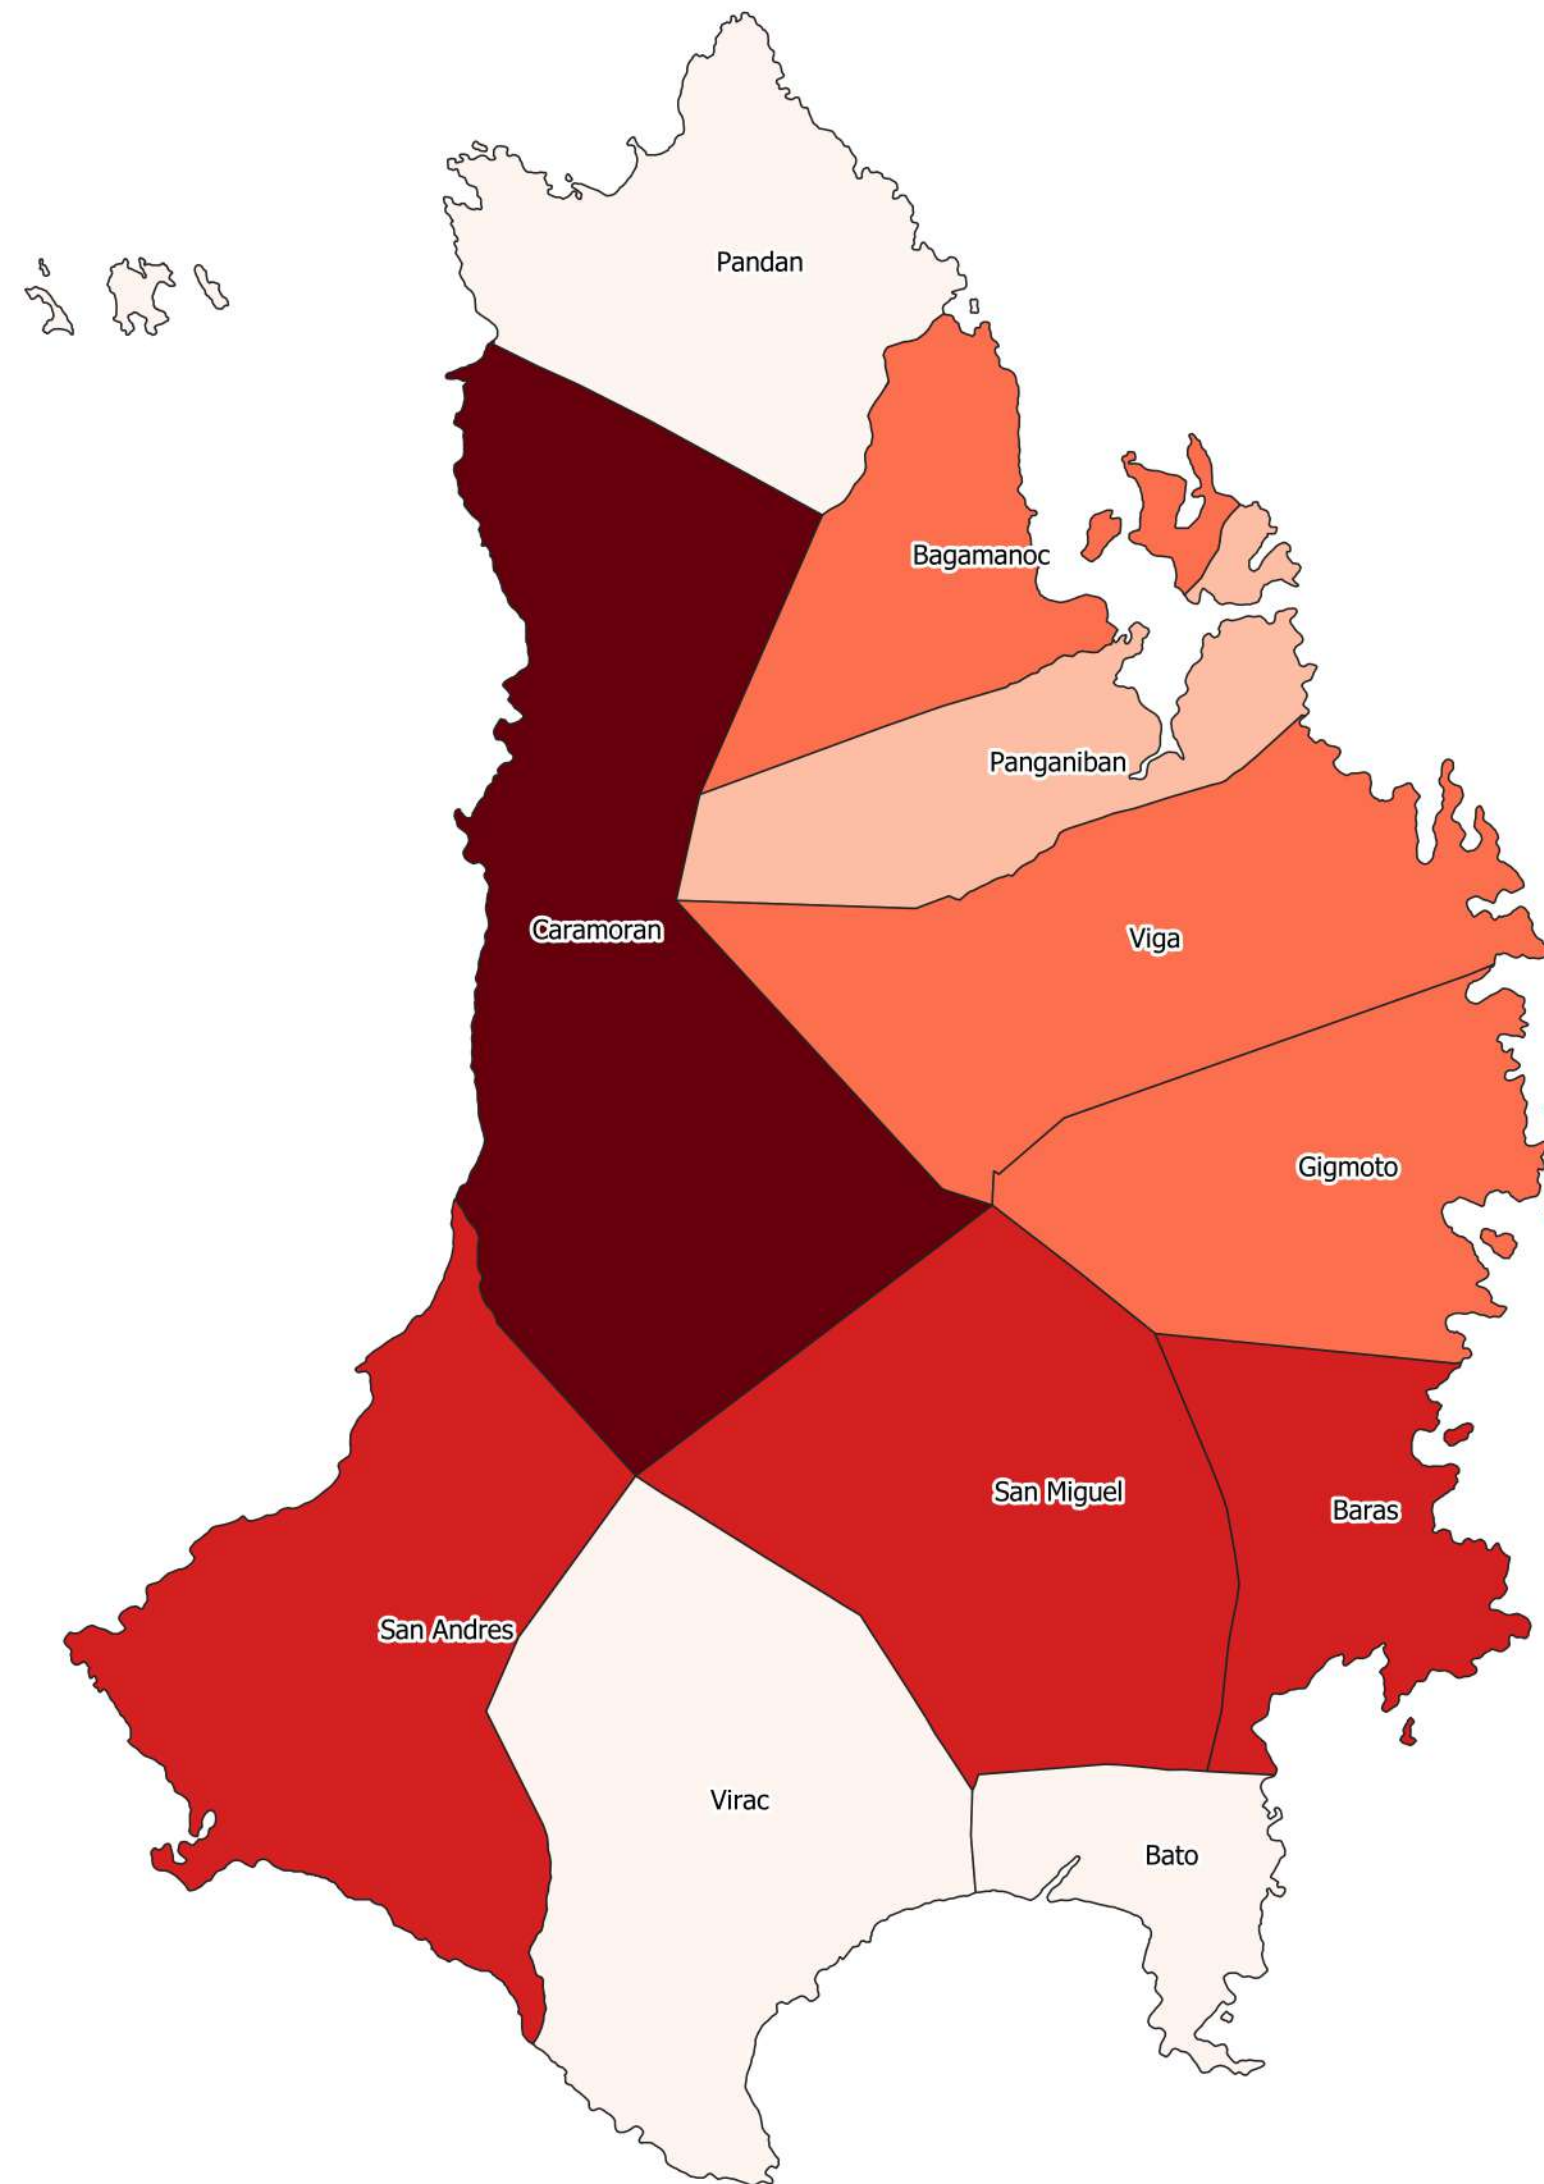 Pandan
Bagamanoc
Panganiban
Caramoran
Viga
Gigmoto
San Miguel
Baras
San Andres
Virac
Bato